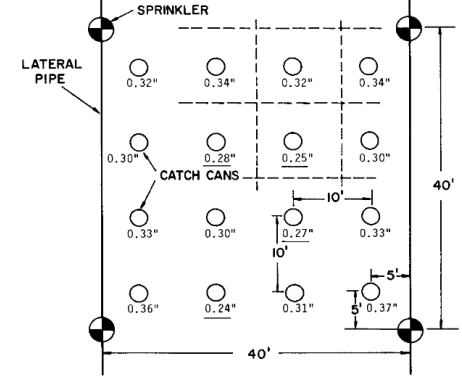 SPRINKLER
LATERAL
PIPE
0.32" 0.34" 0.32" 0.34"
0.30" 0.28" 0.25" 0.30"
CATCH CANS
10'
40'
0.33" 0.30" 0.27" 0.33"
10'
5'
5'
0.36" 0.24" 0.31" 0.37"
40'